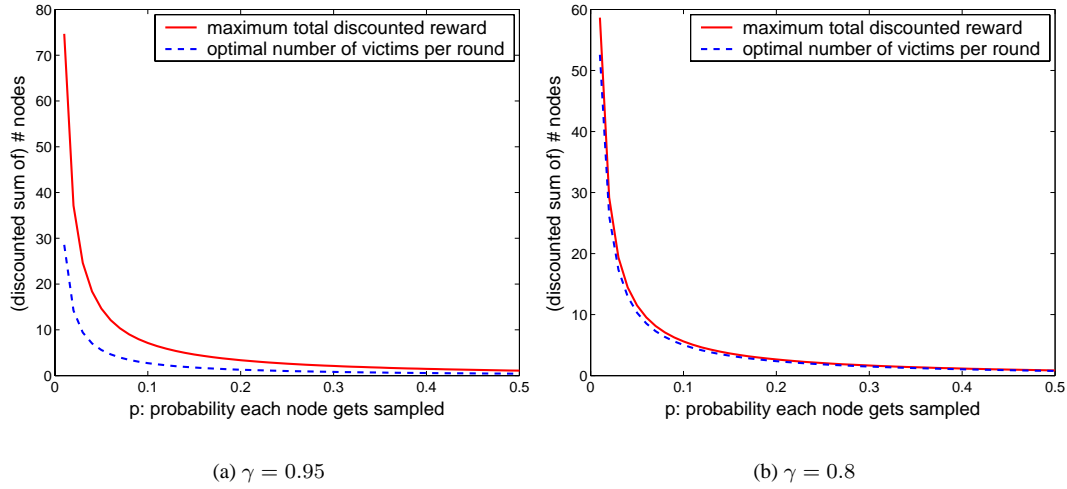 80
70
60
50
40
30
20
10
0
(discounted sum of) # nodes
maximum total discounted reward
optimal number of victims per round
0 0.1 0.2 0.3 0.4 0.5
p: probability each node gets sampled
(a) γ = 0.95
60
50
40
30
20
10
0
(discounted sum of) # nodes
maximum total discounted reward
optimal number of victims per round
0 0.1 0.2 0.3 0.4 0.5
p: probability each node gets sampled
(b) γ = 0.8